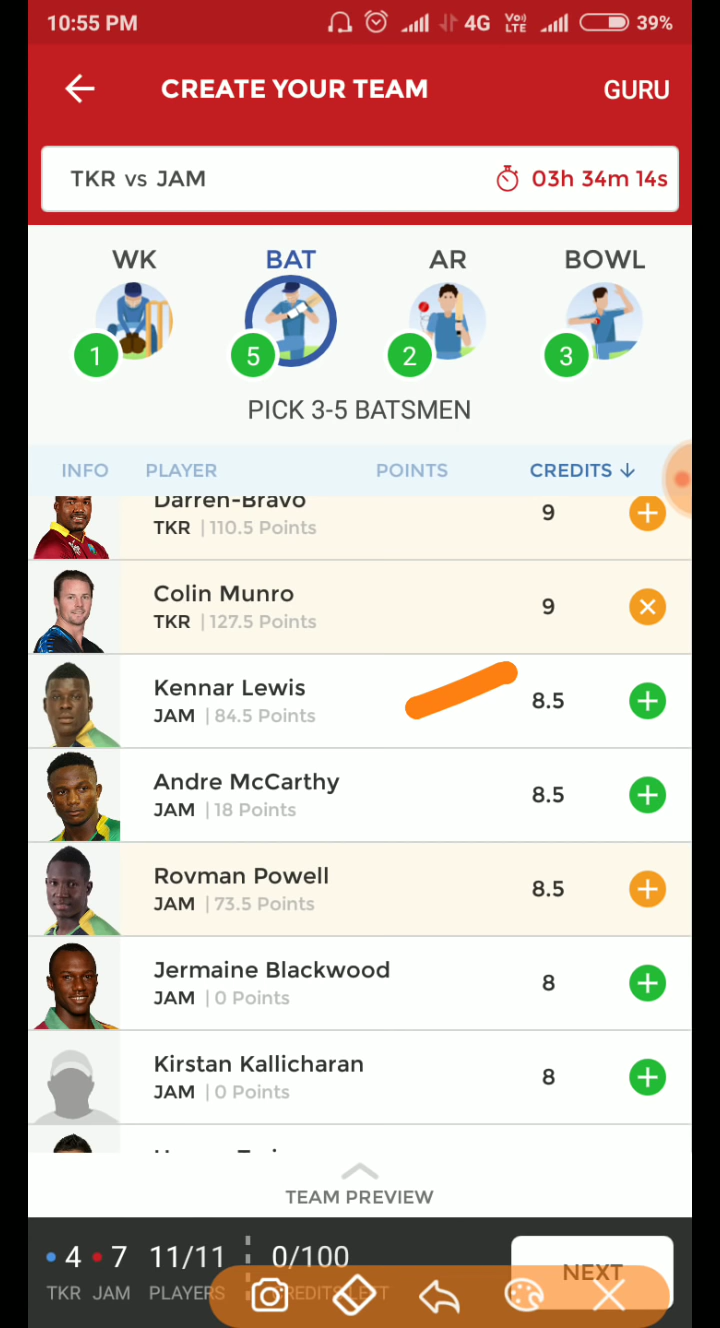 10:55 PM 4G Vo)) LTE 39%
CREATE YOUR TEAM GURU
TKR vs JAM 03h 34m 14s
WK BAT AR BOWL
1 5 2 3
PICK 3-5 BATSMEN
INFO PLAYER POINTS CREDITS
Darren-Bravo
TKR | 110.5 Points 9
Colin Munro
TKR | 127.5 Points 9
Kennar Lewis
JAM | 84.5 Points 8.5
Andre McCarthy
JAM | 18 Points 8.5
Rovman Powell
JAM | 73.5 Points 8.5
Jermaine Blackwood
JAM | 0 Points 8
Kirstan Kallicharan
JAM | 0 Points 8
TEAM PREVIEW
4 7 11/11 0/100
TKR JAM PLAYERS CREDITS LEFT
NEXT